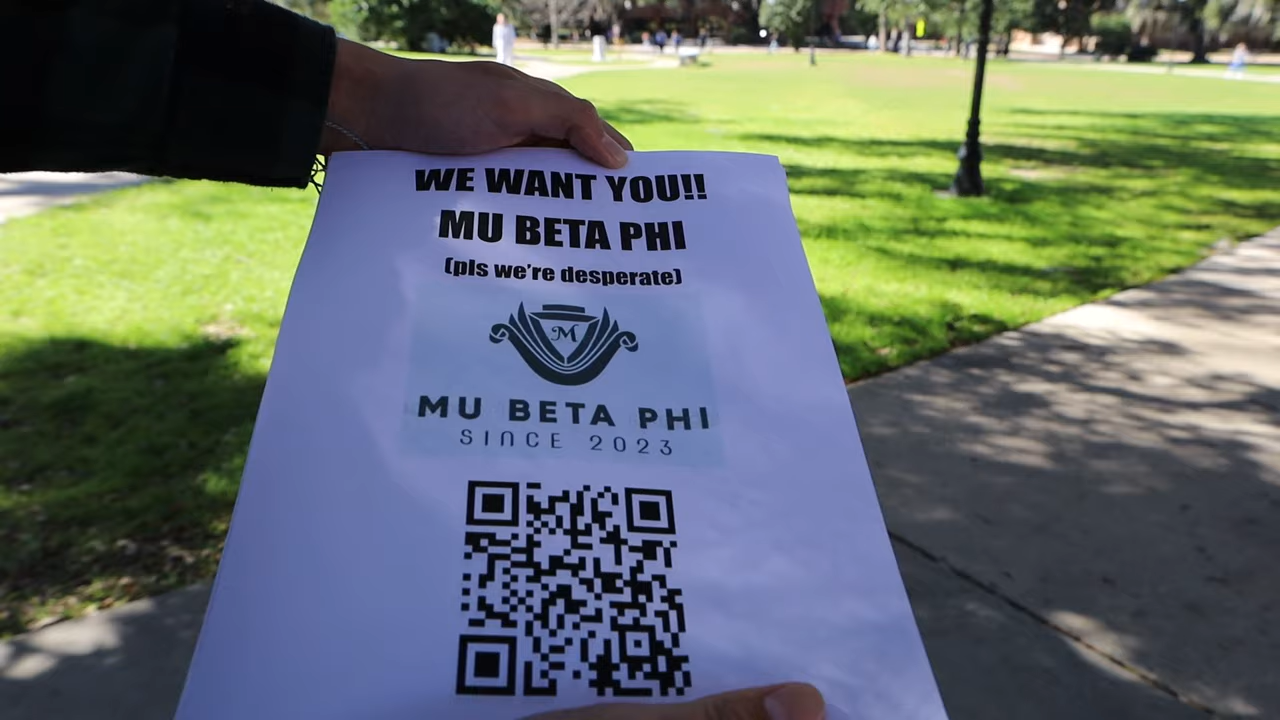 WE WANT YOU!!
MU BETA PHI
(pls we're desperate)
M
MU BETA PHI
SINCE 2023